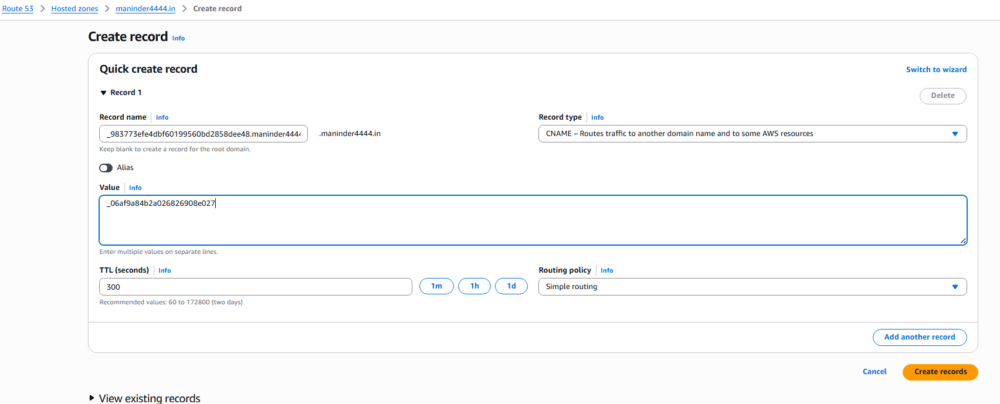 Route 53 > Hosted zones > maninder4444.in > Create record
Create record Info
Quick create record Switch to wizard
▼ Record 1 Delete
Record name Info Record type Info
_983773efe4dbf60199560bd2858dee48.maninder4444 .maninder4444.in CNAME – Routes traffic to another domain name and to some AWS resources
Keep blank to create a record for the root domain.
Alias
Value Info
_06af9a84b2a026826908e027
Enter multiple values on separate lines.
TTL (seconds) Info Routing policy Info
300 1m 1h 1d Simple routing
Recommended values: 60 to 172800 (two days)
Add another record
Cancel Create records
View existing records